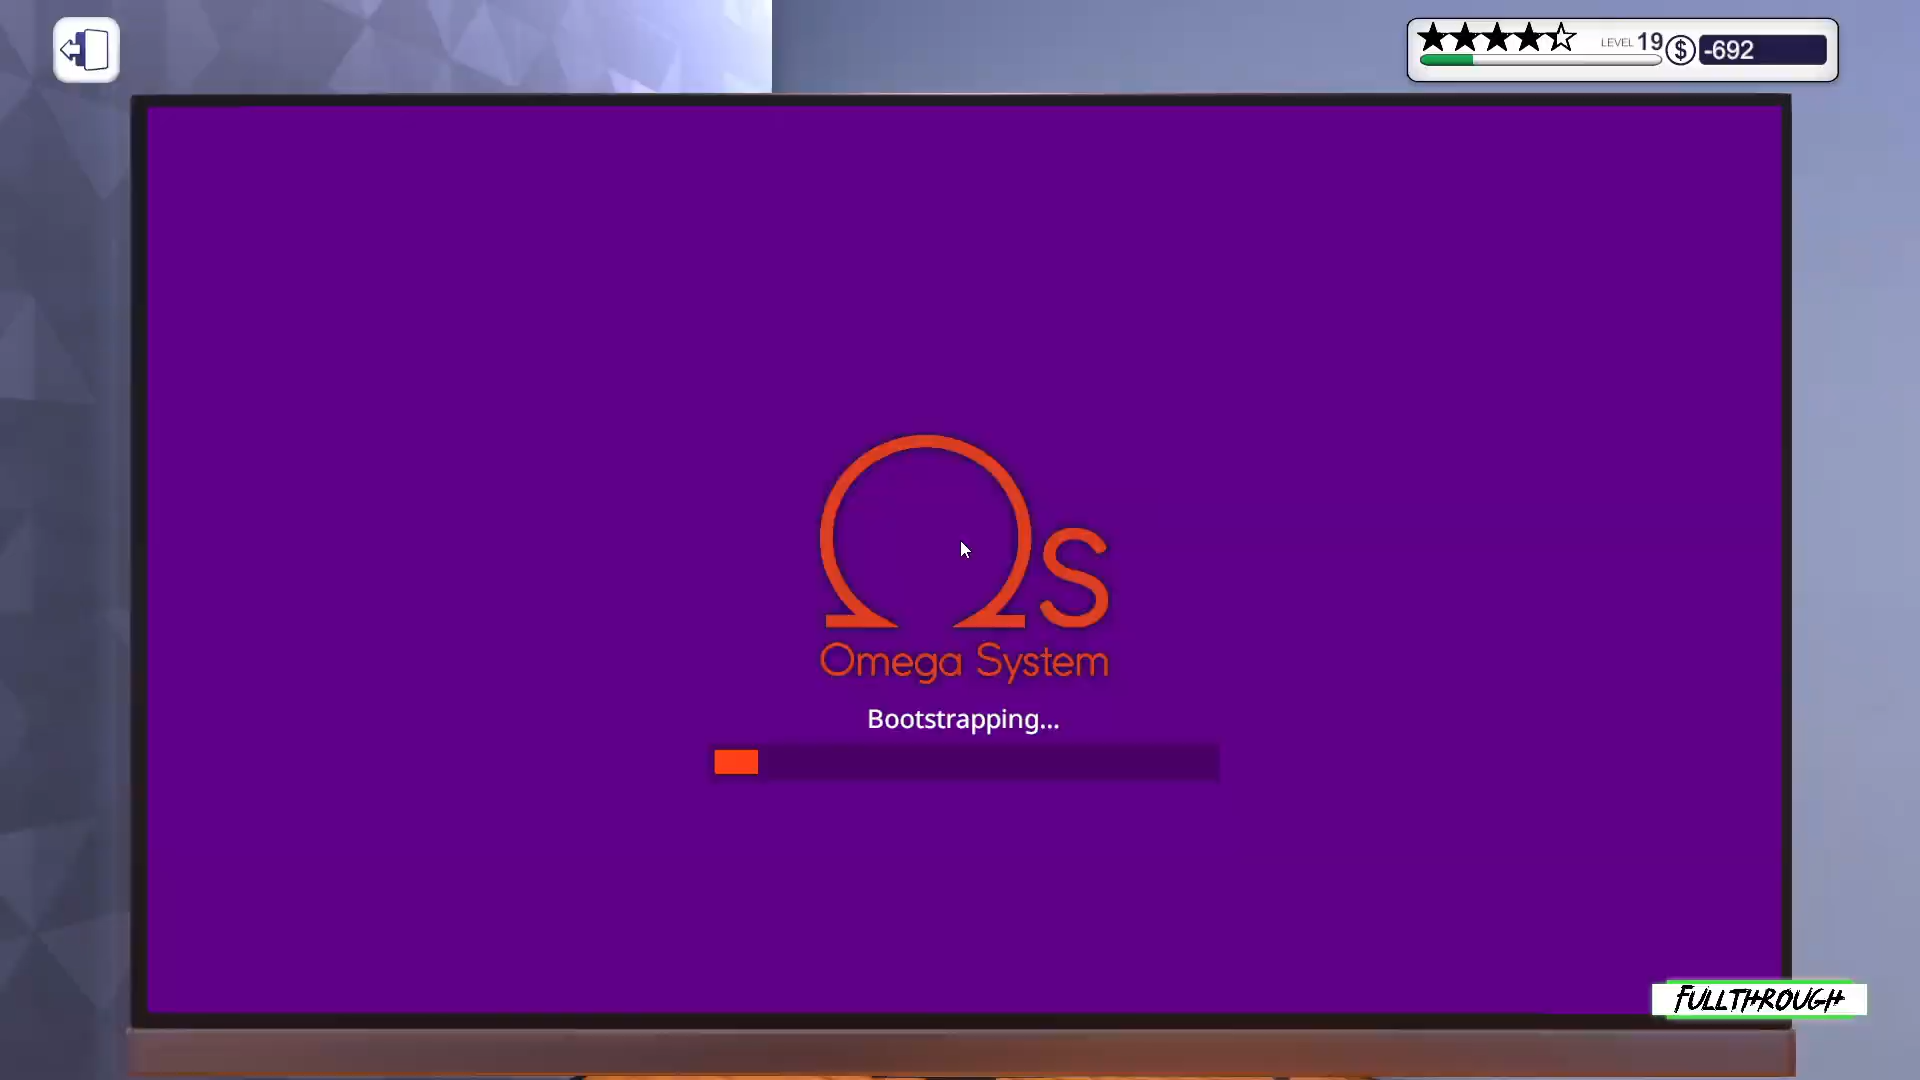 LEVEL 19 $ -692
Ωs
Omega System
Bootstrapping...
FULLTHROUGH